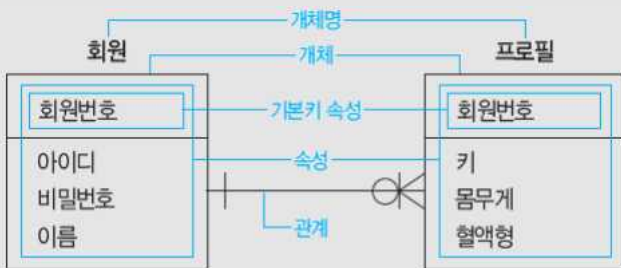 개체명
회원
프로필
개체
회원번호
기본키 속성
회원번호
아이디
속성
키
비밀번호
몸무게
이름
관계
혈액형